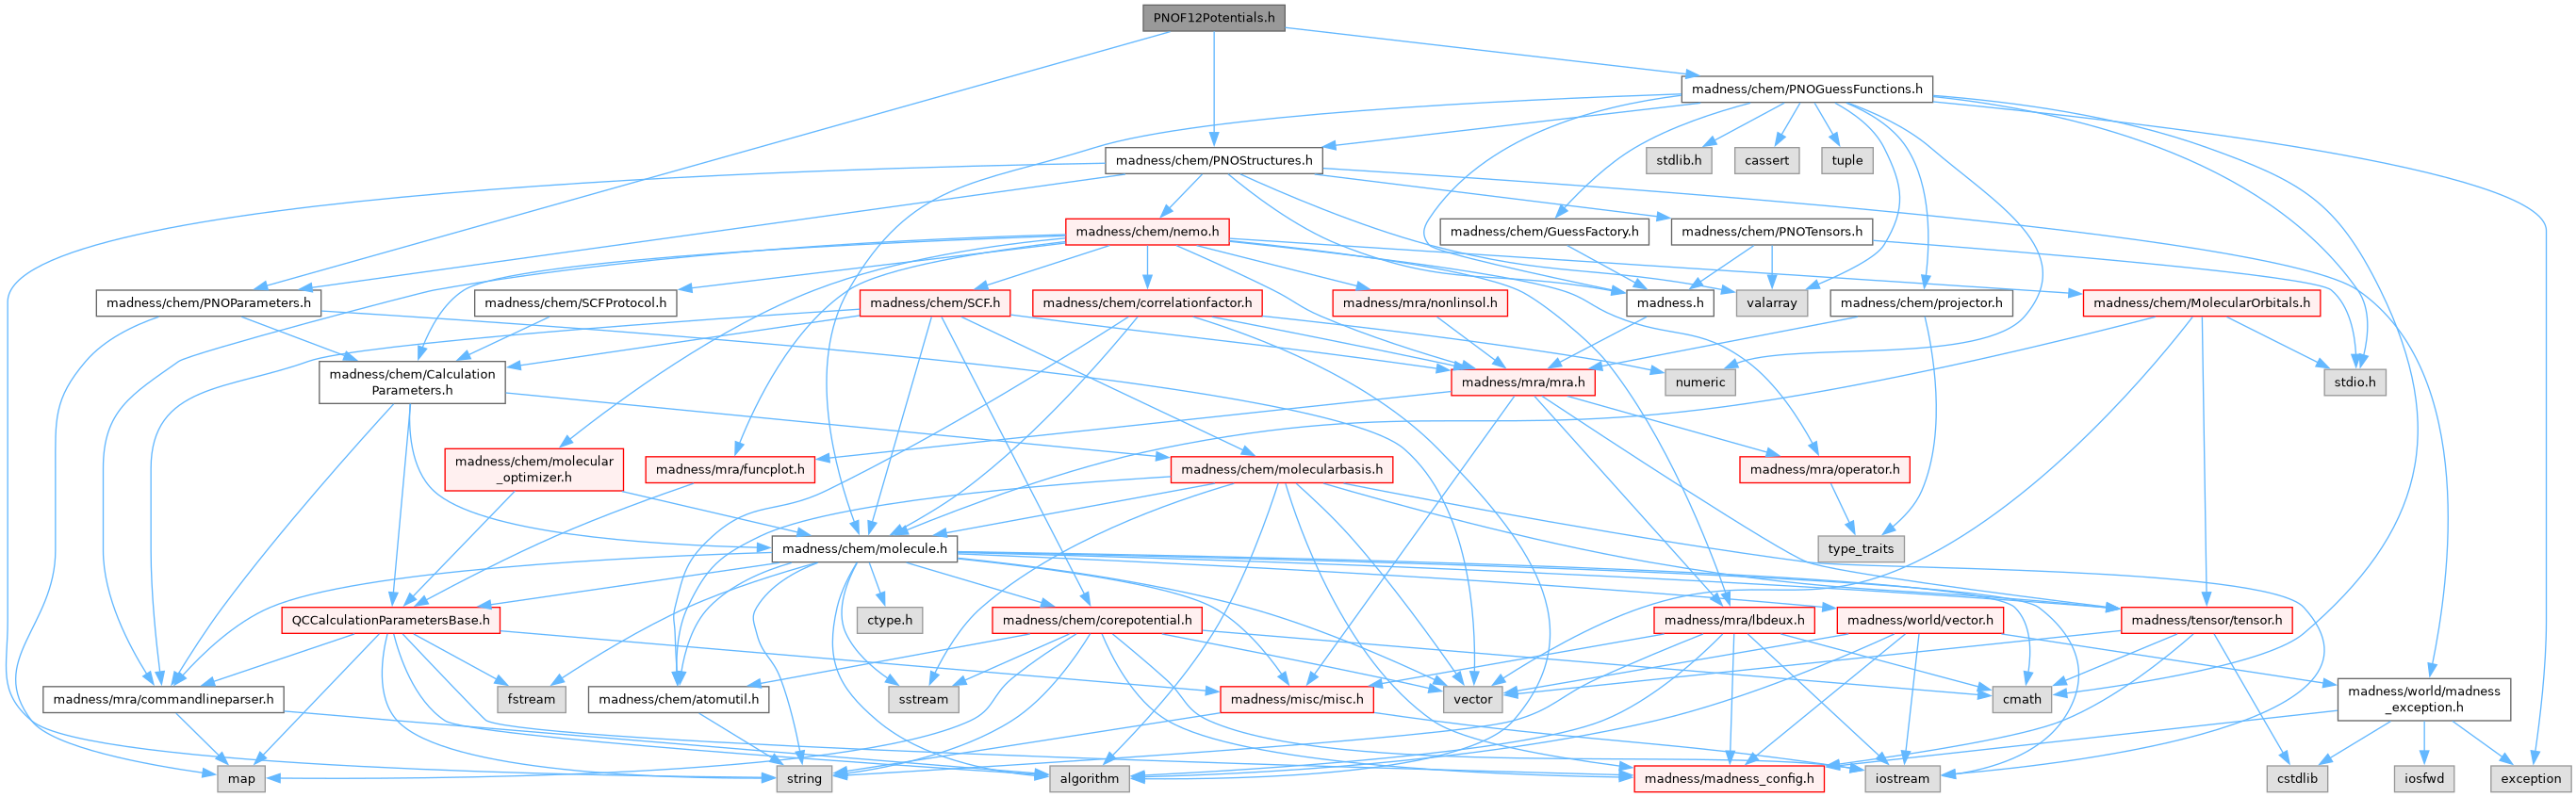 PNOF12Potentials.h
madness/chem/PNOGuessFunctions.h
madness/chem/PNOStructures.h
stdlib.h
cassert
tuple
madness/chem/nemo.h
madness/chem/GuessFactory.h
madness/chem/PNOTensors.h
madness/chem/PNOParameters.h
madness/chem/SCFProtocol.h
madness/chem/SCF.h
madness/chem/correlationfactor.h
madness/mra/nonlinsol.h
madness.h
valarray
madness/chem/projector.h
madness/chem/MolecularOrbitals.h
madness/chem/Calculation
Parameters.h
madness/mra/mra.h
numeric
stdio.h
madness/chem/molecular
_optimizer.h
madness/mra/funcplot.h
madness/chem/molecularbasis.h
madness/mra/operator.h
madness/chem/molecule.h
type_traits
QCCalculationParametersBase.h
ctype.h
madness/chem/corepotential.h
madness/mra/lbdeux.h
madness/world/vector.h
madness/tensor/tensor.h
madness/mra/commandlineparser.h
fstream
madness/chem/atomutil.h
sstream
madness/misc/misc.h
vector
cmath
madness/world/madness
_exception.h
map
string
algorithm
madness/madness_config.h
iostream
cstdlib
iosfwd
exception